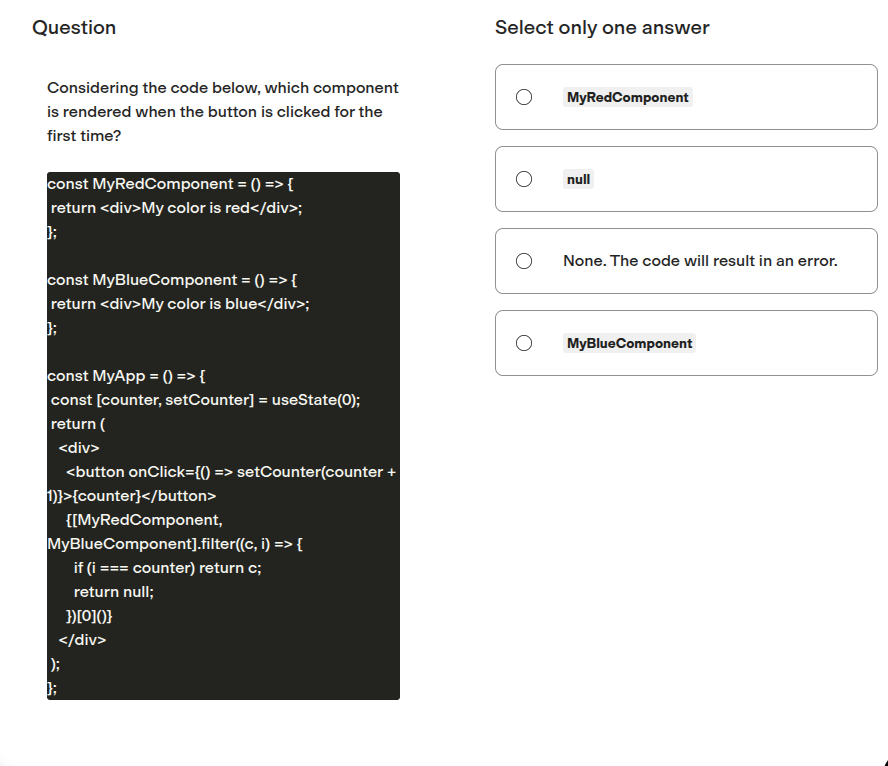 Question
Considering the code below, which component
is rendered when the button is clicked for the
first time?
const MyRedComponent = () => {
return <div>My color is red</div>;
};
const MyBlueComponent = () => {
return <div>My color is blue</div>;
};
const MyApp = () => {
const [counter, setCounter] = useState(0);
return (
<div>
<button onClick={() => setCounter(counter +
1)}>{counter}</button>
{[MyRedComponent,
MyBlueComponent].filter((c, i) => {
if (i === counter) return c;
return null;
})[0]()}
</div>
);
};
Select only one answer
MyRedComponent
null
None. The code will result in an error.
MyBlueComponent